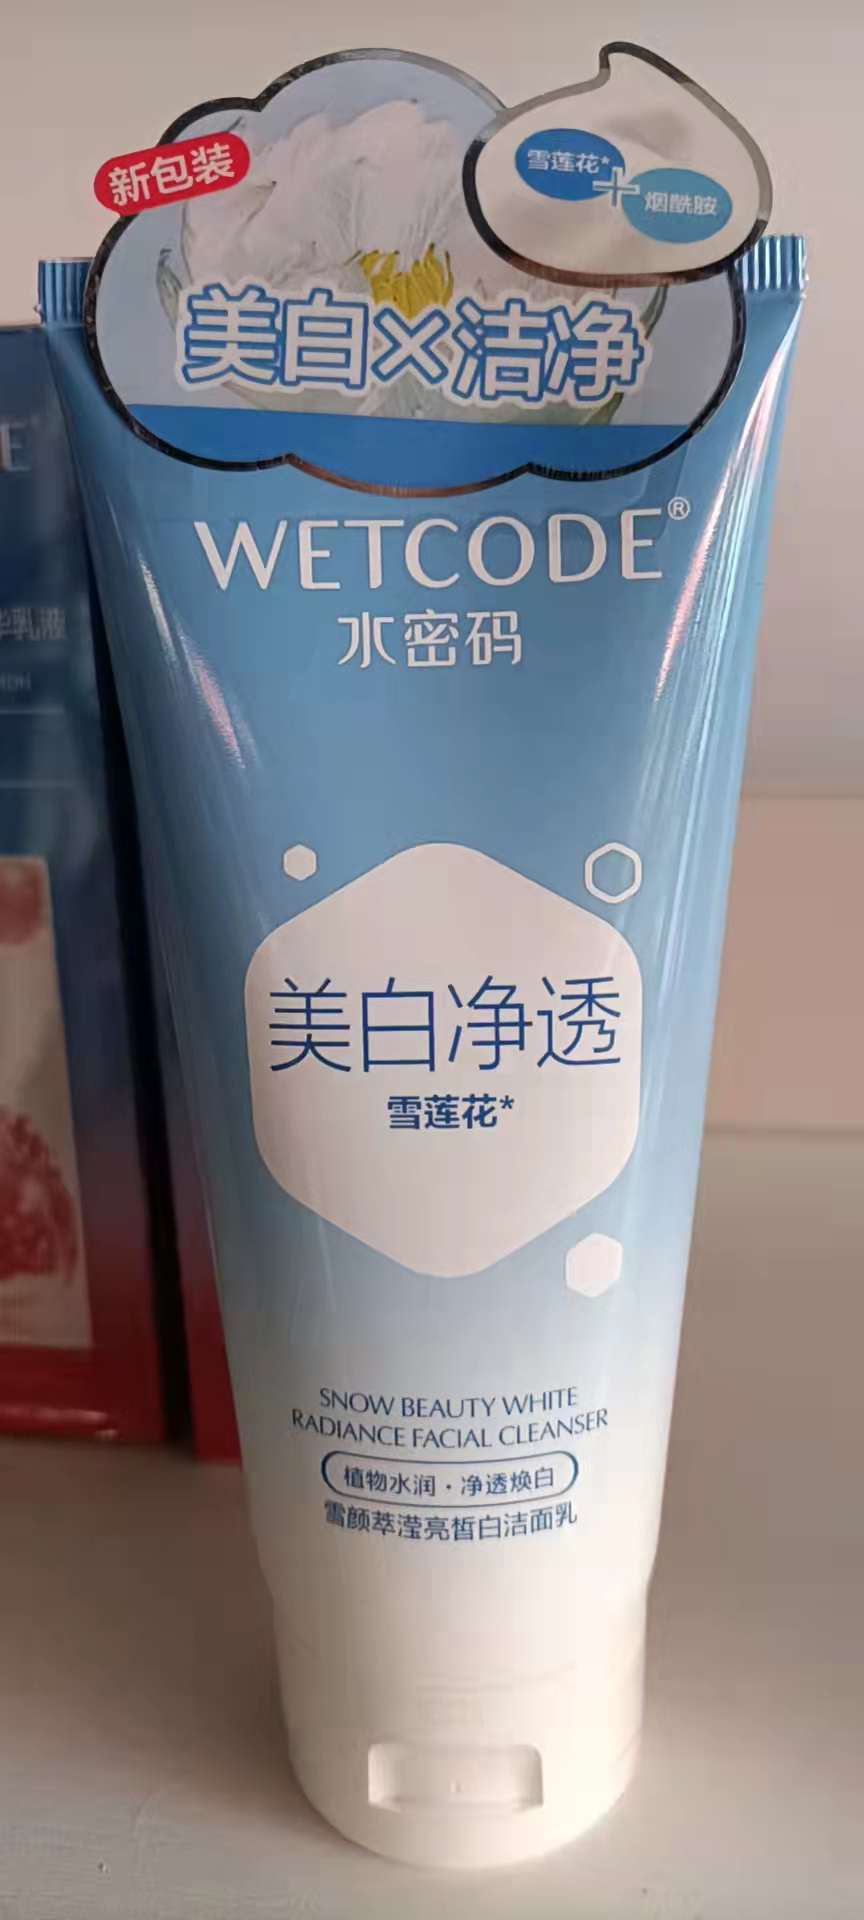 新包装
雪莲花*
+
烟酰胺
美白×洁净
WETCODE®
水密码
美白净透
雪莲花*
SNOW BEAUTY WHITE
RADIANCE FACIAL CLEANSER
植物水润·净透焕白
雪颜萃滢亮皙白洁面乳
E
乳液